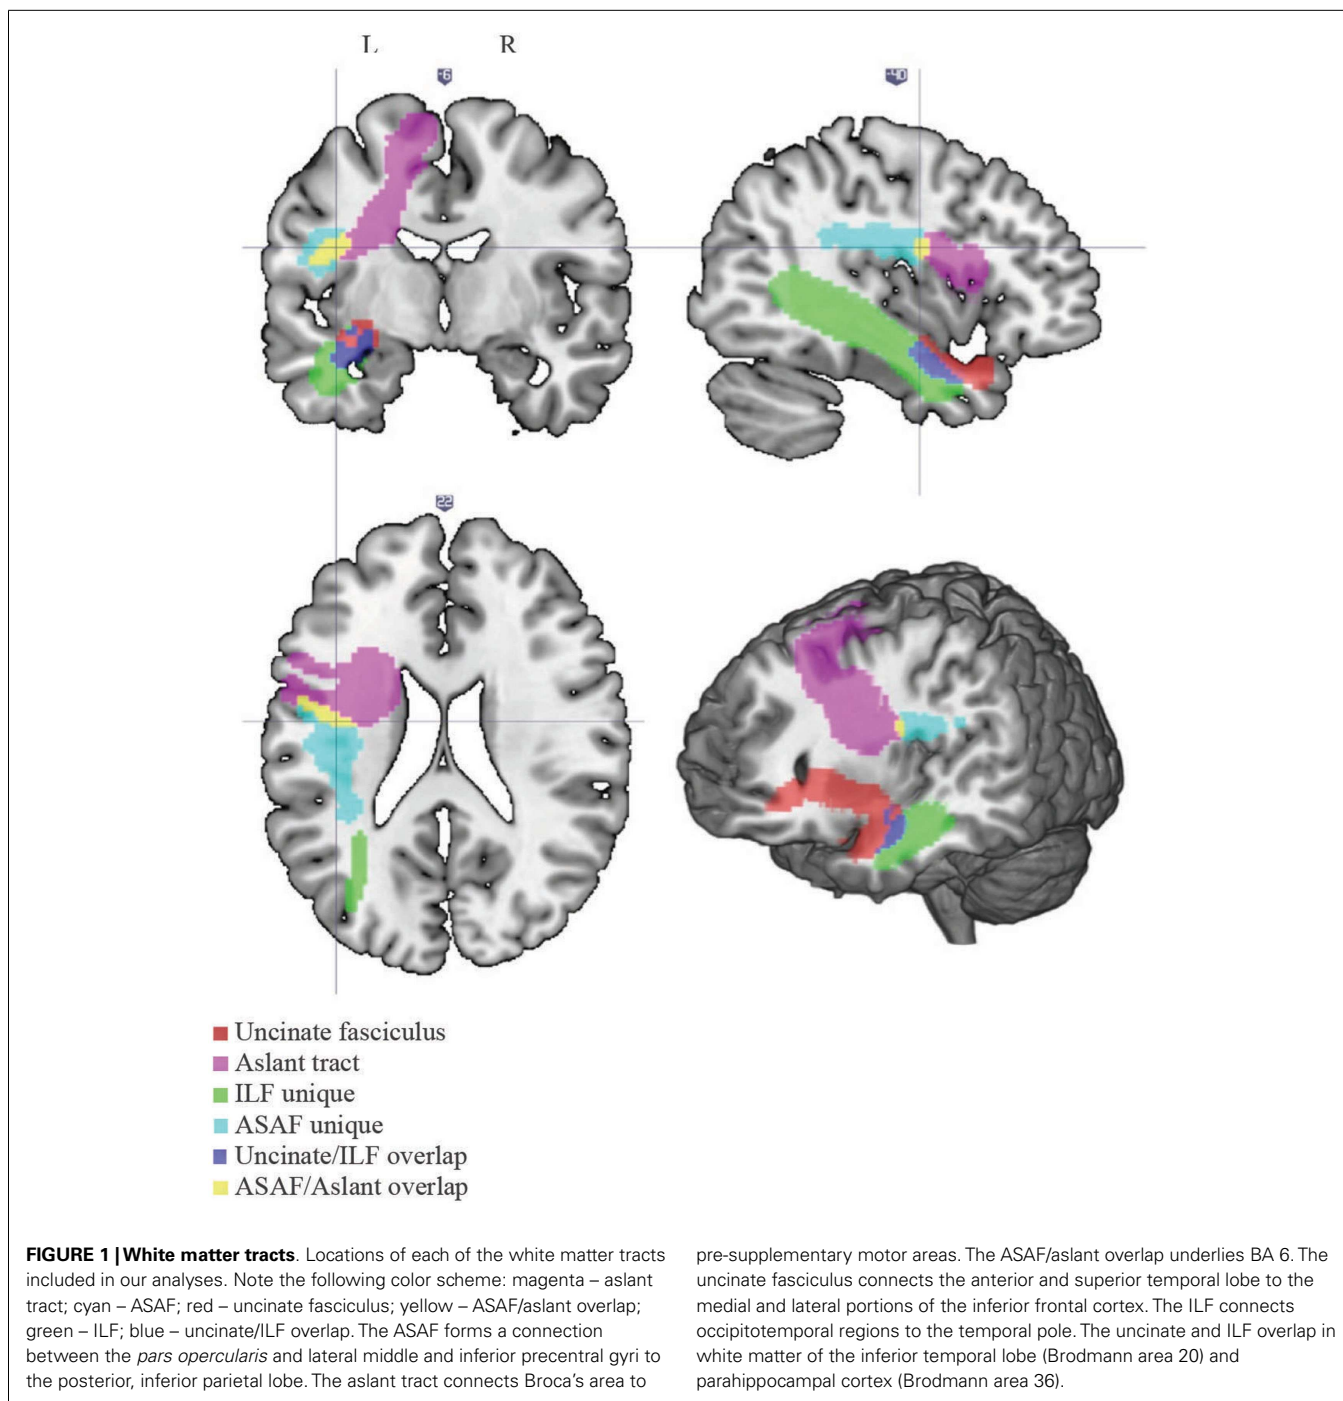 L R
-6
-40
22
Uncinate fasciculus
Aslant tract
ILF unique
ASAF unique
Uncinate/ILF overlap
ASAF/Aslant overlap
FIGURE 1 | White matter tracts. Locations of each of the white matter tracts
included in our analyses. Note the following color scheme: magenta – aslant
tract; cyan – ASAF; red – uncinate fasciculus; yellow – ASAF/aslant overlap;
green – ILF; blue – uncinate/ILF overlap. The ASAF forms a connection
between the pars opercularis and lateral middle and inferior precentral gyri to
the posterior, inferior parietal lobe. The aslant tract connects Broca's area to
pre-supplementary motor areas. The ASAF/aslant overlap underlies BA 6. The
uncinate fasciculus connects the anterior and superior temporal lobe to the
medial and lateral portions of the inferior frontal cortex. The ILF connects
occipitotemporal regions to the temporal pole. The uncinate and ILF overlap in
white matter of the inferior temporal lobe (Brodmann area 20) and
parahippocampal cortex (Brodmann area 36).